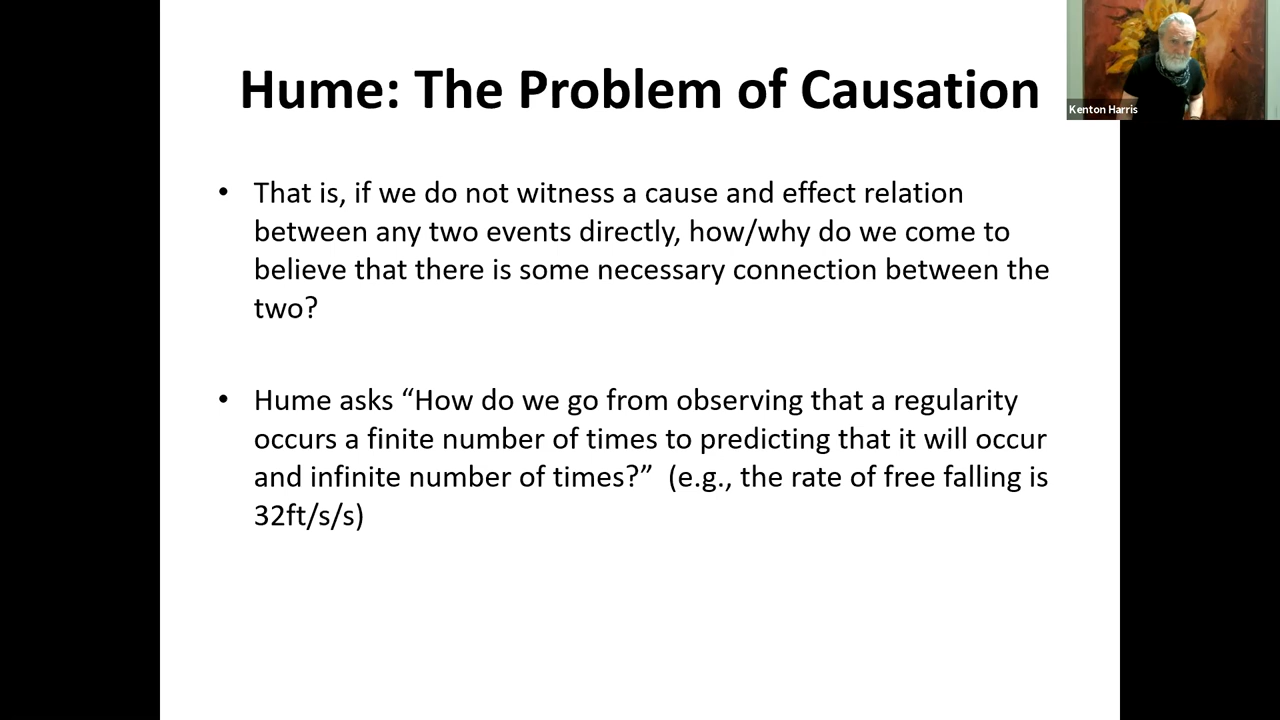 Hume: The Problem of Causation
Kenton Harris
• That is, if we do not witness a cause and effect relation
between any two events directly, how/why do we come to
believe that there is some necessary connection between the
two?
• Hume asks “How do we go from observing that a regularity
occurs a finite number of times to predicting that it will occur
and infinite number of times?”  (e.g., the rate of free falling is
32ft/s/s)